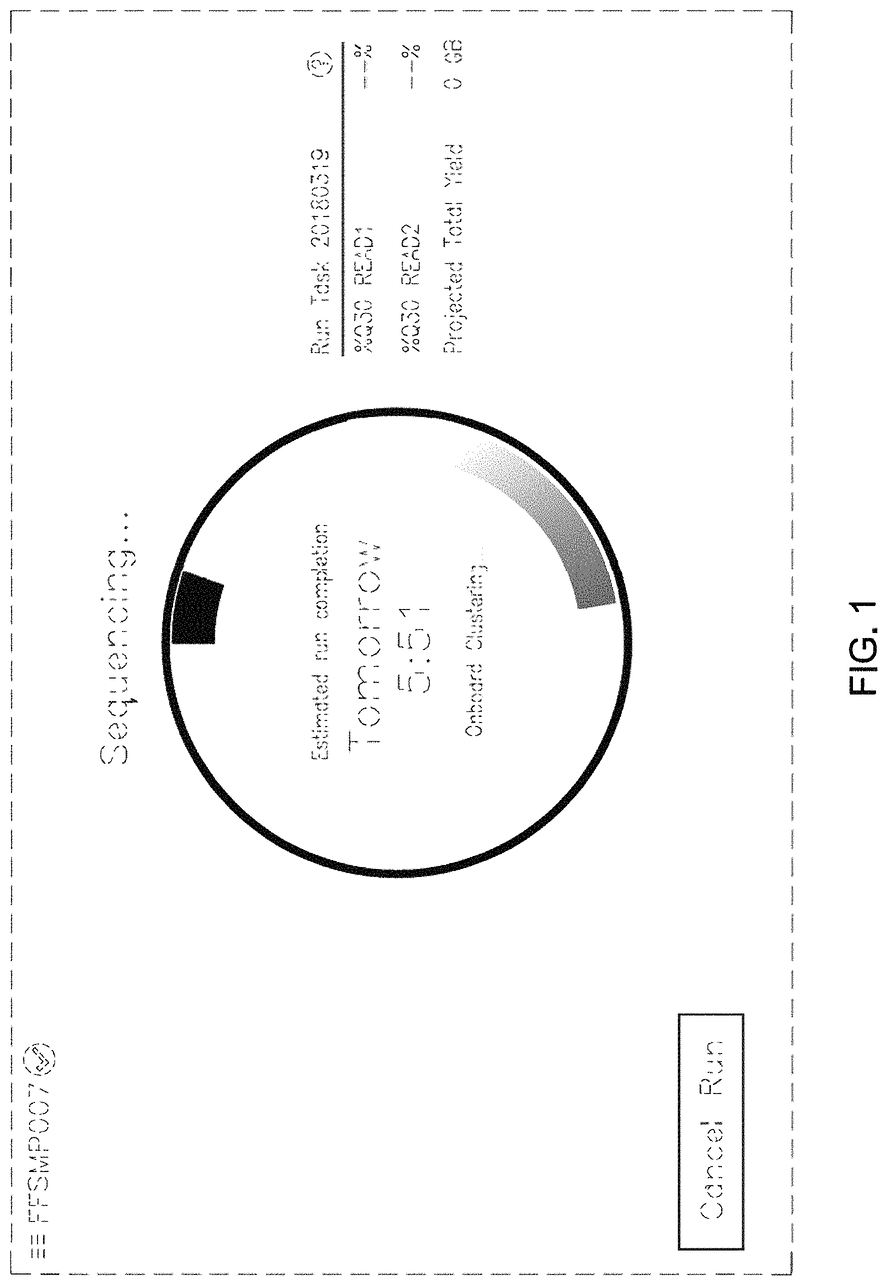 FFSMP007
Sequencing...
Estimated run completion
Tomorrow
5:51
Onboard Clustering...
Run Task 20180319 ?
%Q30 READ1 --%
%Q30 READ2 --%
Projected Total Yield 0 GB
Cancel Run
FIG. 1